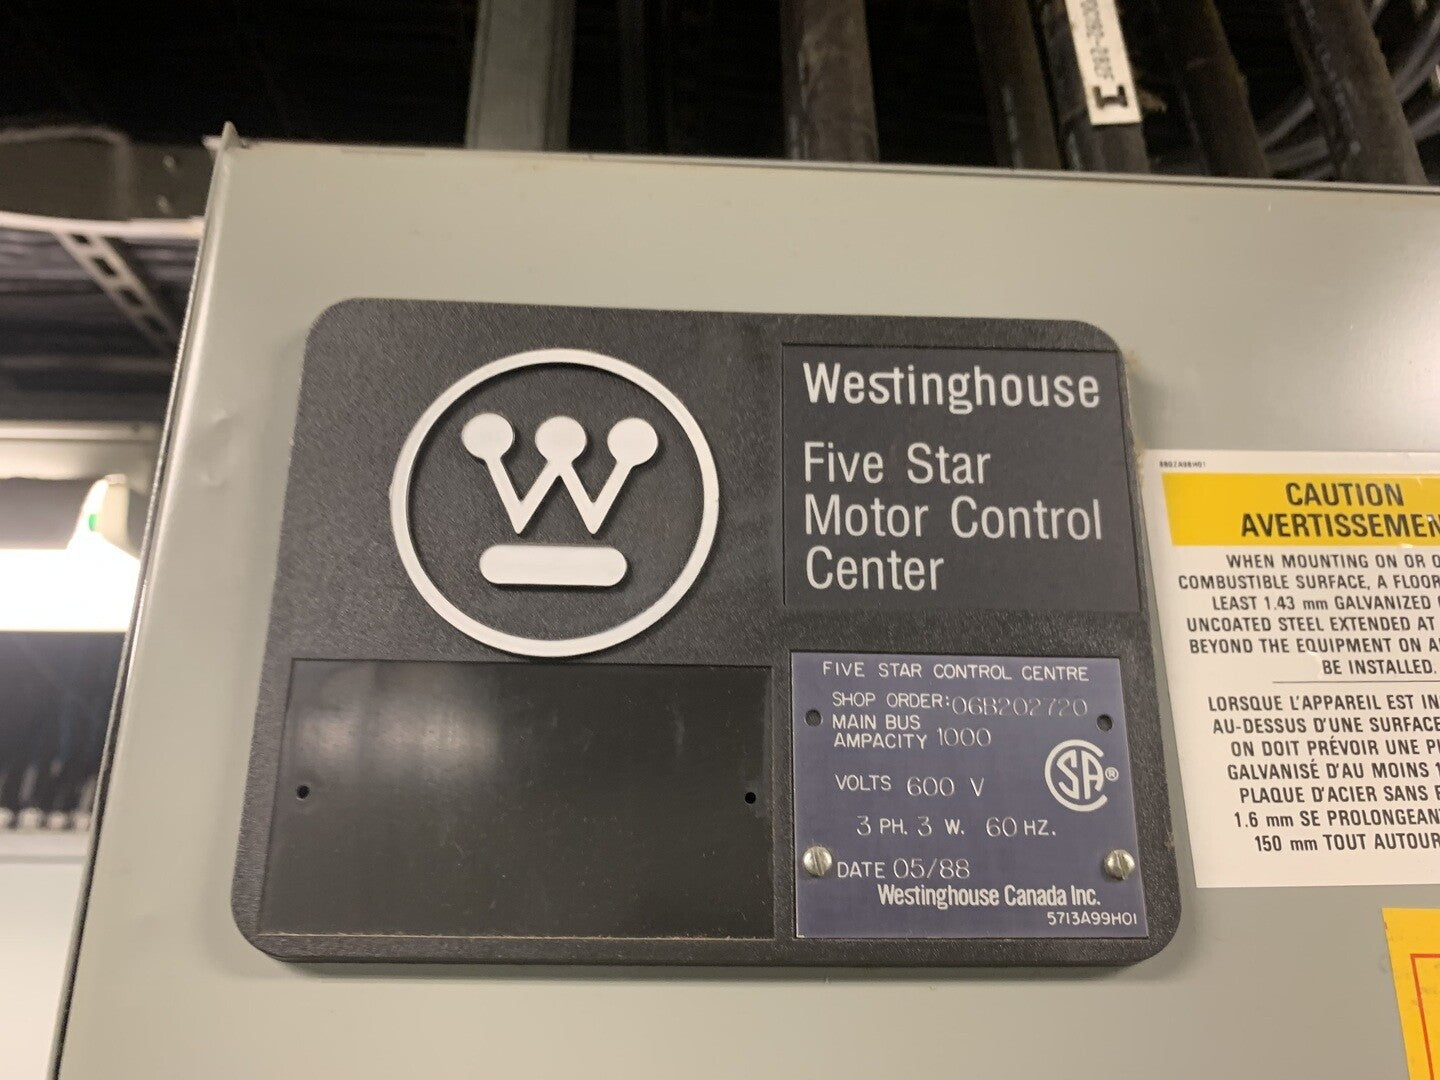 Westinghouse
Five Star
Motor Control
Center
FIVE STAR CONTROL CENTRE
SHOP ORDER: 06B202720
MAIN BUS
AMPACITY 1000
VOLTS 600 V
3 PH. 3 W. 60 HZ.
DATE 05/88
Westinghouse Canada Inc.
5713A99H01
CSA®
CAUTION
AVERTISSEMEN
WHEN MOUNTING ON OR
COMBUSTIBLE SURFACE, A FLOOR
LEAST 1.43 mm GALVANIZED
UNCOATED STEEL EXTENDED AT
BEYOND THE EQUIPMENT ON
BE INSTALLED.
LORSQUE L'APPAREIL EST
AU-DESSUS D'UNE SURFACE
ON DOIT PRÉVOIR UNE
GALVANISÉ D'AU MOINS
PLAQUE D'ACIER SANS
1.6 mm SE PROLONGEAN
150 mm TOUT AUTOUR